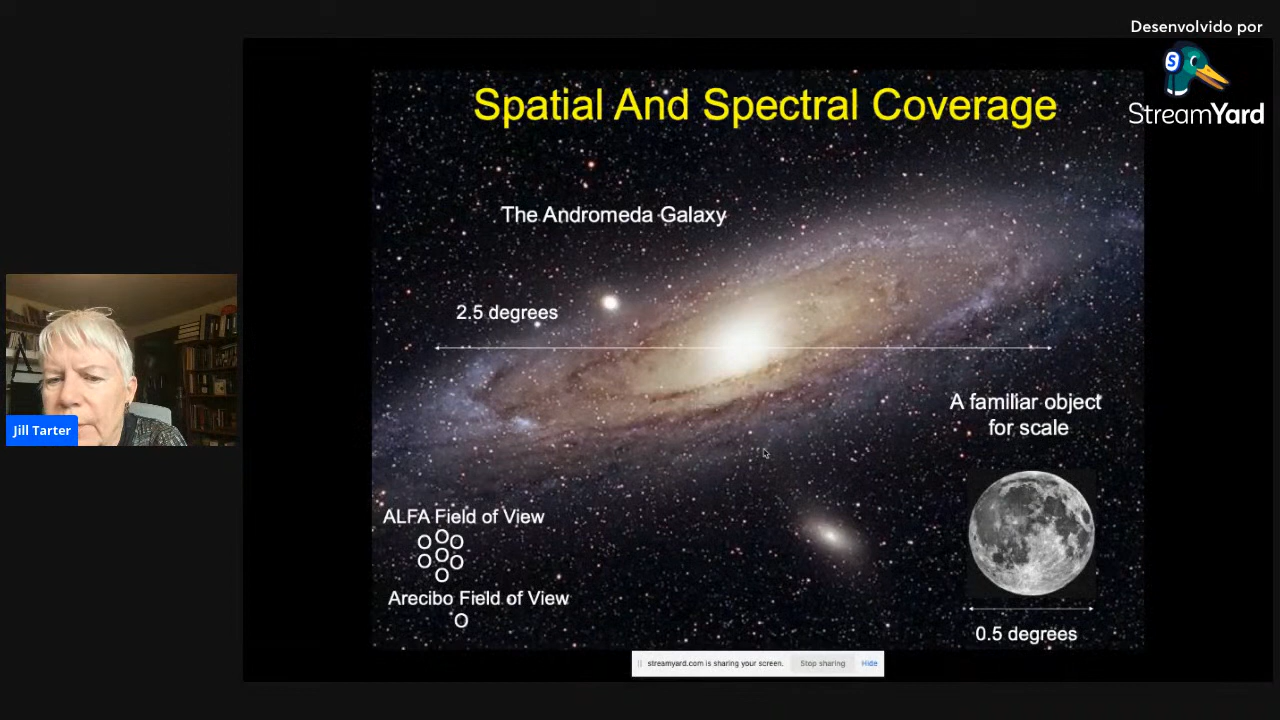 Desenvolvido por
StreamYard
Spatial And Spectral Coverage
The Andromeda Galaxy
2.5 degrees
A familiar object
for scale
Jill Tarter
ALFA Field of View
Arecibo Field of View
0.5 degrees
streamyard.com is sharing your screen.
Stop sharing
Hide